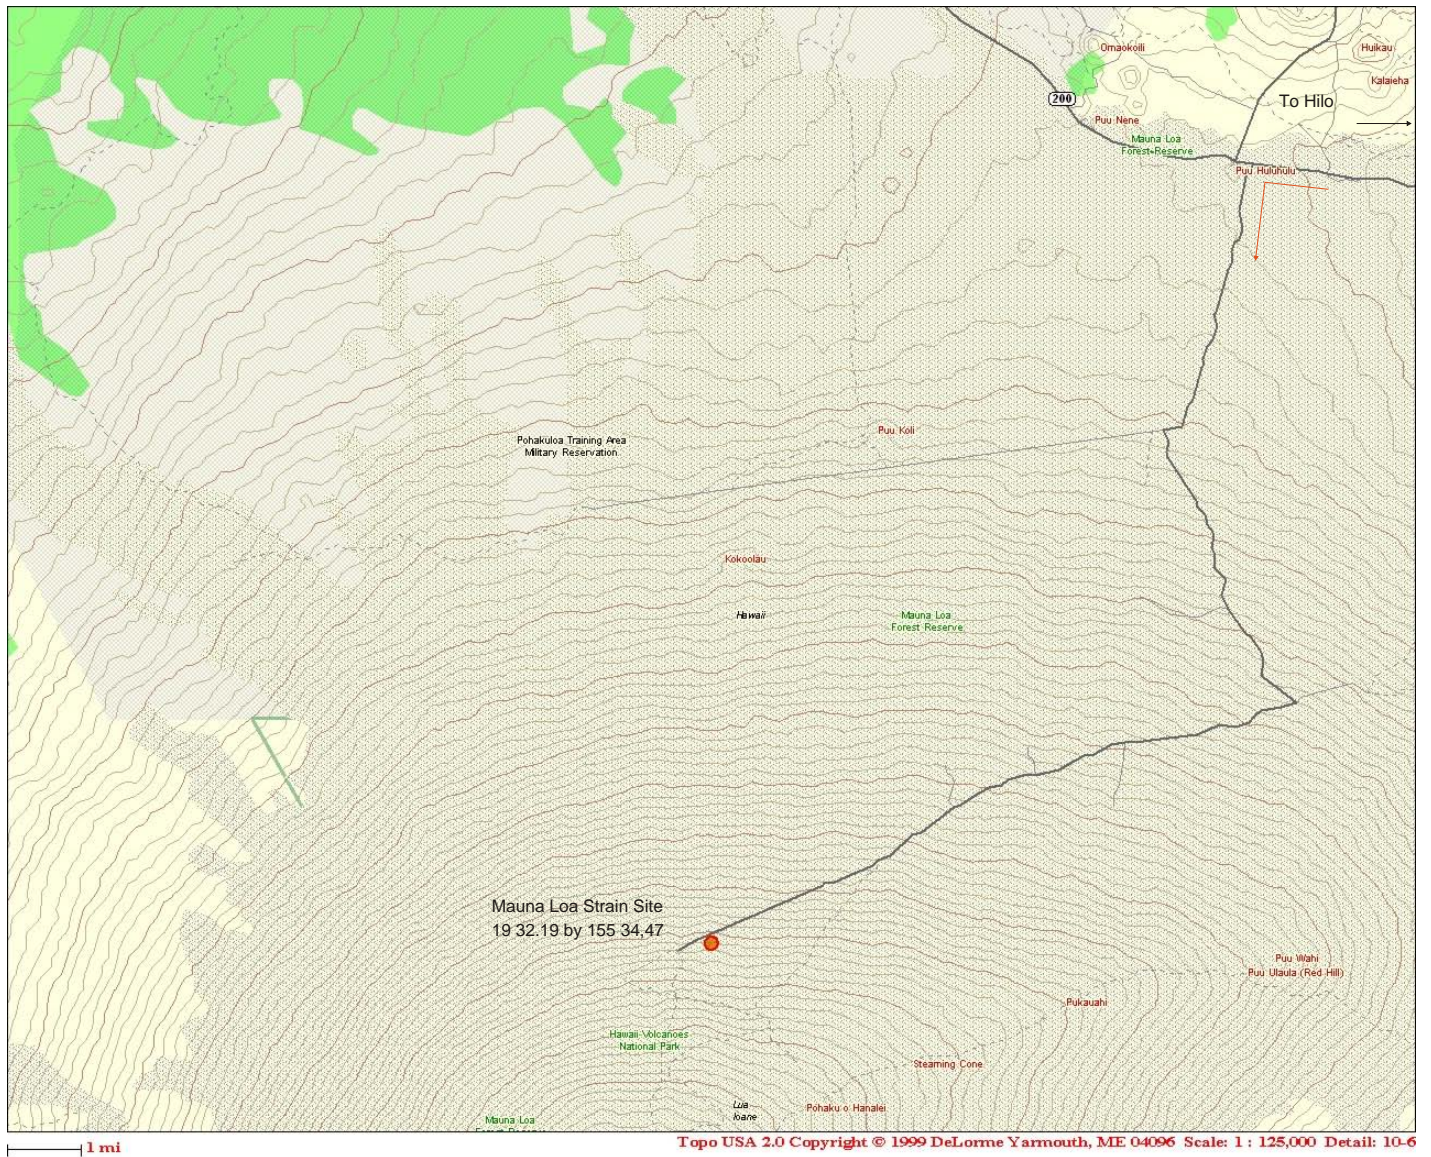 Omaokoili
Huikau
Kalaieha
200
To Hilo
Puu Nene
Mauna Loa
Forest Reserve
Puu Huluhulu
Puu Koli
Pohakuloa Training Area
Military Reservation
Kokoolau
Hawaii
Mauna Loa
Forest Reserve
Mauna Loa Strain Site
19 32.19 by 155 34,47
Puu Wahi
Puu Ulaula (Red Hill)
Pukauahi
Hawaii Volcanoes
National Park
Steaming Cone
Lua
Ioane
Pohaku o Hanalei
Mauna Loa
Forest Reserve
1 mi
Topo USA 2.0 Copyright © 1999 DeLorme Yarmouth, ME 04096 Scale: 1 : 125,000 Detail: 10-6